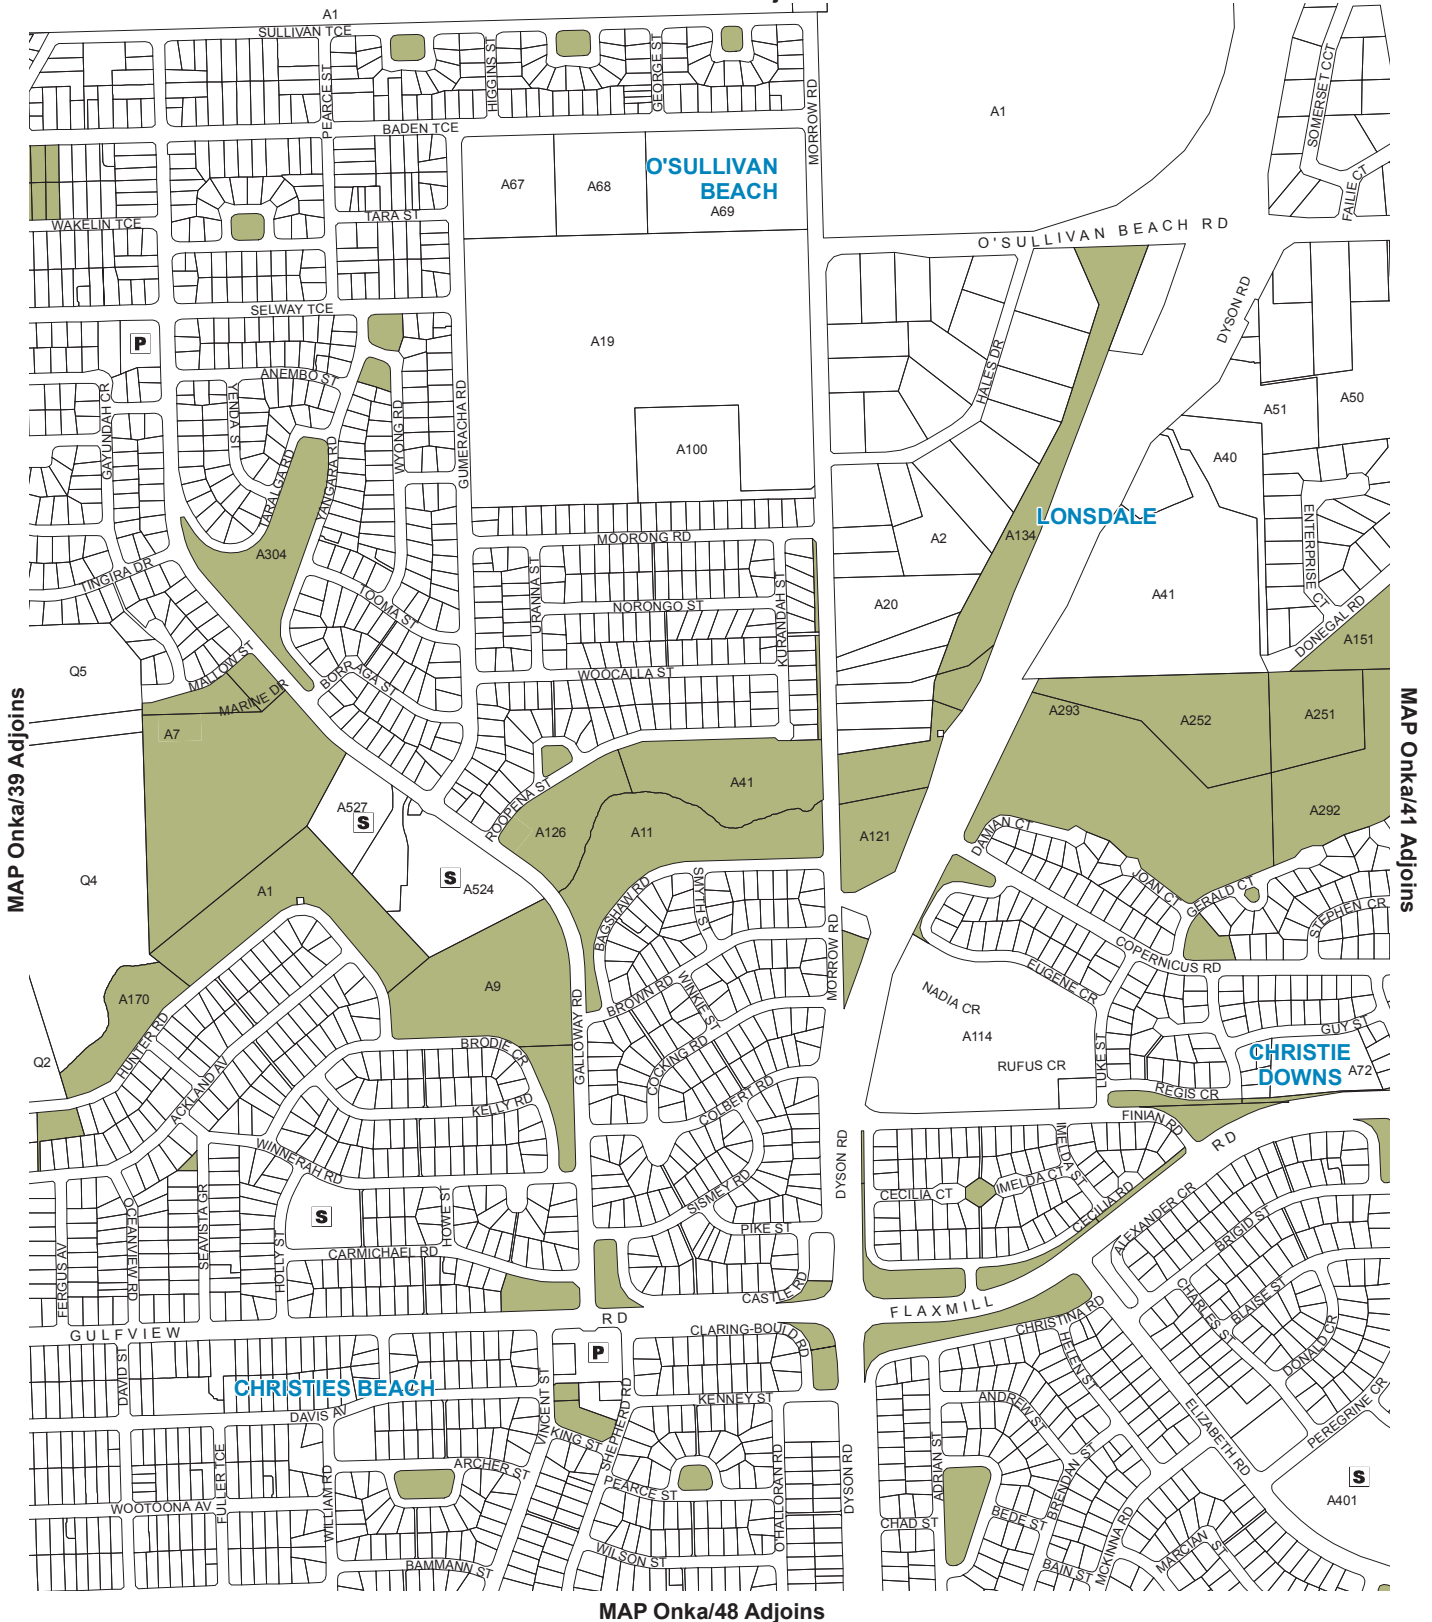 A1
SULLIVAN TCE
PEARCE ST
HIGGINS ST
GEORGE ST
MORROW RD
A1
SOMERSET CCT
FAILIE CT
BADEN TCE
A67
A68
O'SULLIVAN
BEACH
A69
WAKELIN TCE
TARA ST
O'SULLIVAN BEACH RD
SELWAY TCE
DYSON RD
P
A19
HALES DR
ANEMBO ST
GAYUNDAH CR
YENDA ST
WYONG RD
GUMERACHA RD
A51
A50
A100
A40
TARALGA RD
YANGARA RD
LONSDALE
A304
MOORONG RD
A2
A134
ENTERPRISE CT
TINGIRA DR
URANNA ST
KURANDAH ST
TOOMA ST
NORONGO ST
A20
A41
DONEGAL RD
A151
Q5
MALLOW ST
BORR AGA S T
WOOCALLA ST
MARINE DR
A7
A293
A252
A251
MAP Onka/39 Adjoins
MAP Onka/41 Adjoins
A527
S
ROOPENA ST
A41
A126
A11
A121
A292
DAMIAN CT
Q4
A1
S
A524
BAGSHAW RD
SMYTH ST
JOAN CT
GERALD CT
STEPHEN CR
MORROW RD
COPERNICUS RD
EUGENE CR
A170
A9
GALLOWAY RD
BROWN RD
WINKIE ST
NADIA CR
HUNTER RD
A114
GUY ST
Q2
BRODIE CR
COCKING RD
RUFUS CR
LUKE ST
CHRISTIE
DOWNS
A72
ACKLAND AV
KELLY RD
COLBERT RD
REGIS CR
FINIAN RD
RD
WINNERAH RD
DYSON RD
IMELDA ST
CECILIA CT
IMELDA CT
CECILIA RD
SISMEY RD
ALEXANDER CR
FERGUS AV
OCEANVIEW RD
SEAVISTA GR
HOLLY ST
S
HOWE ST
PIKE ST
BRIGID ST
CARMICHAEL RD
CASTLE RD
FLAXMILL
CHARLES ST
BLAISE ST
GULFVIEW
RD
CLARING-BOULD RD
CHRISTINA RD
HELEN ST
DONALD CR
DAVID ST
P
CHRISTIES BEACH
VINCENT ST
SHEPHERD RD
KENNEY ST
ANDREW ST
ELIZABETH RD
PEREGRINE CR
DAVIS AV
KING ST
FULLER TCE
ARCHER ST
O'HALLORAN RD
DYSON RD
ADRIAN ST
BRENDAN ST
S
A401
WOOTOONA AV
WILLIAM RD
PEARCE ST
CHAD ST
BEDE ST
MCKINNA RD
MARCIAN ST
BAMMANN ST
WILSON ST
BAIN ST
MAP Onka/48 Adjoins